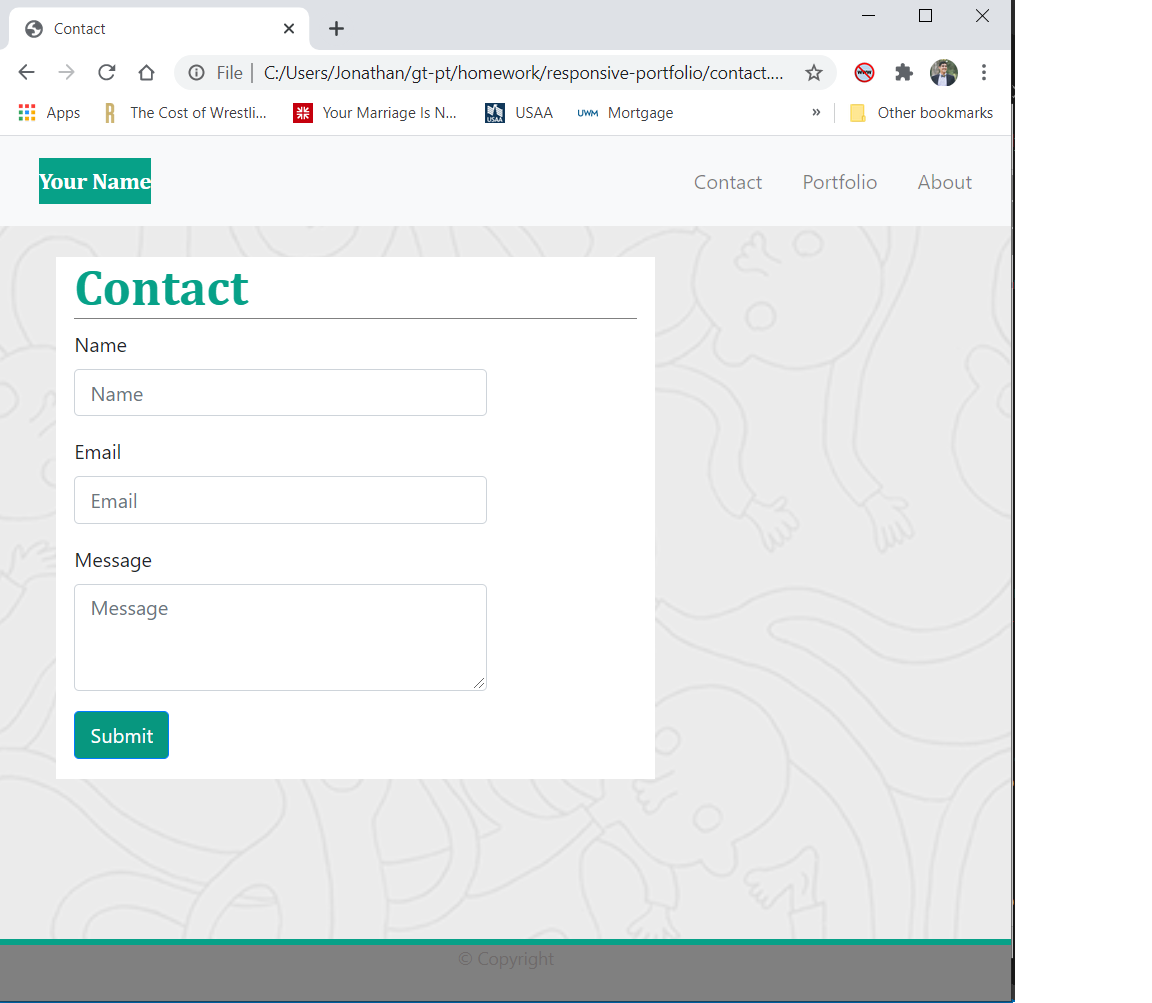 Contact
File | C:/Users/Jonathan/gt-pt/homework/responsive-portfolio/contact....
Apps The Cost of Wrestli... Your Marriage Is N... USAA USAA UWM Mortgage » Other bookmarks
Your Name Contact Portfolio About
Contact
Name
Name
Email
Email
Message
Message
Submit
© Copyright